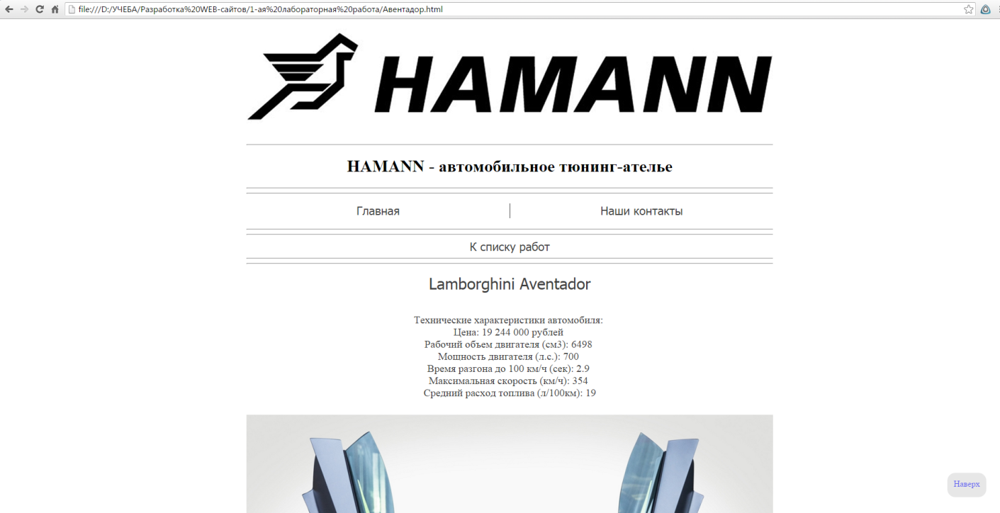 file:///D:/УЧЕБА/Разработка%20WEB-сайтов/1-ая%20лабораторная%20работа/Авентадор.html
HAMANN
HAMANN - автомобильное тюнинг-ателье
Главная
Наши контакты
К списку работ
Lamborghini Aventador
Технические характеристики автомобиля:
Цена: 19 244 000 рублей
Рабочий объем двигателя (см3): 6498
Мощность двигателя (л.с.): 700
Время разгона до 100 км/ч (сек): 2.9
Максимальная скорость (км/ч): 354
Средний расход топлива (л/100км): 19
Наверх